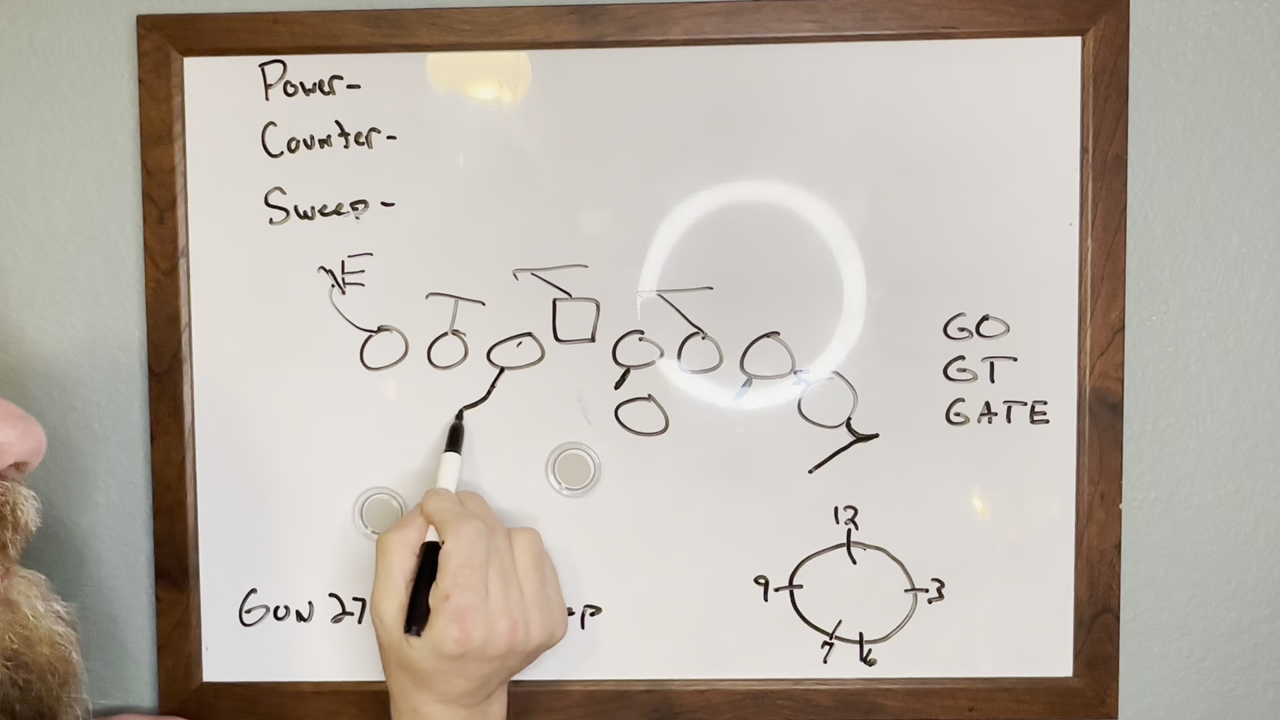 Power-
Counter-
Sweep-
E
GO
GT
GATE
GUN 27
12
9
3
7
6